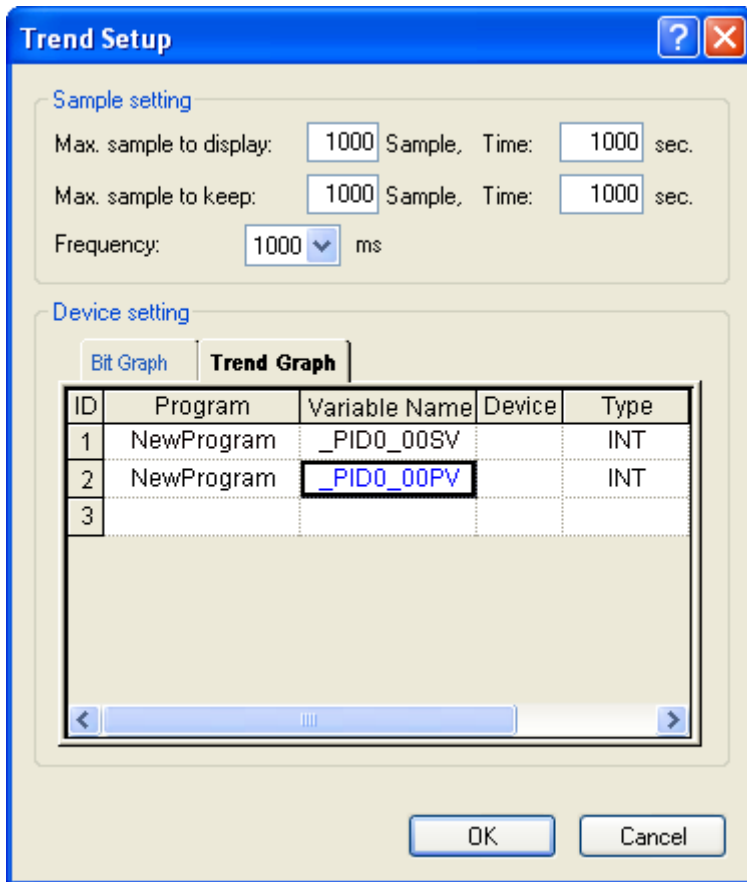 Trend Setup
Sample setting
Max. sample to display: 1000 Sample, Time: 1000 sec.
Max. sample to keep: 1000 Sample, Time: 1000 sec.
Frequency: 1000 ms
Device setting
Bit Graph Trend Graph
ID Program Variable Name Device Type
1 NewProgram _PID0_00SV INT
2 NewProgram _PID0_00PV INT
3
OK Cancel